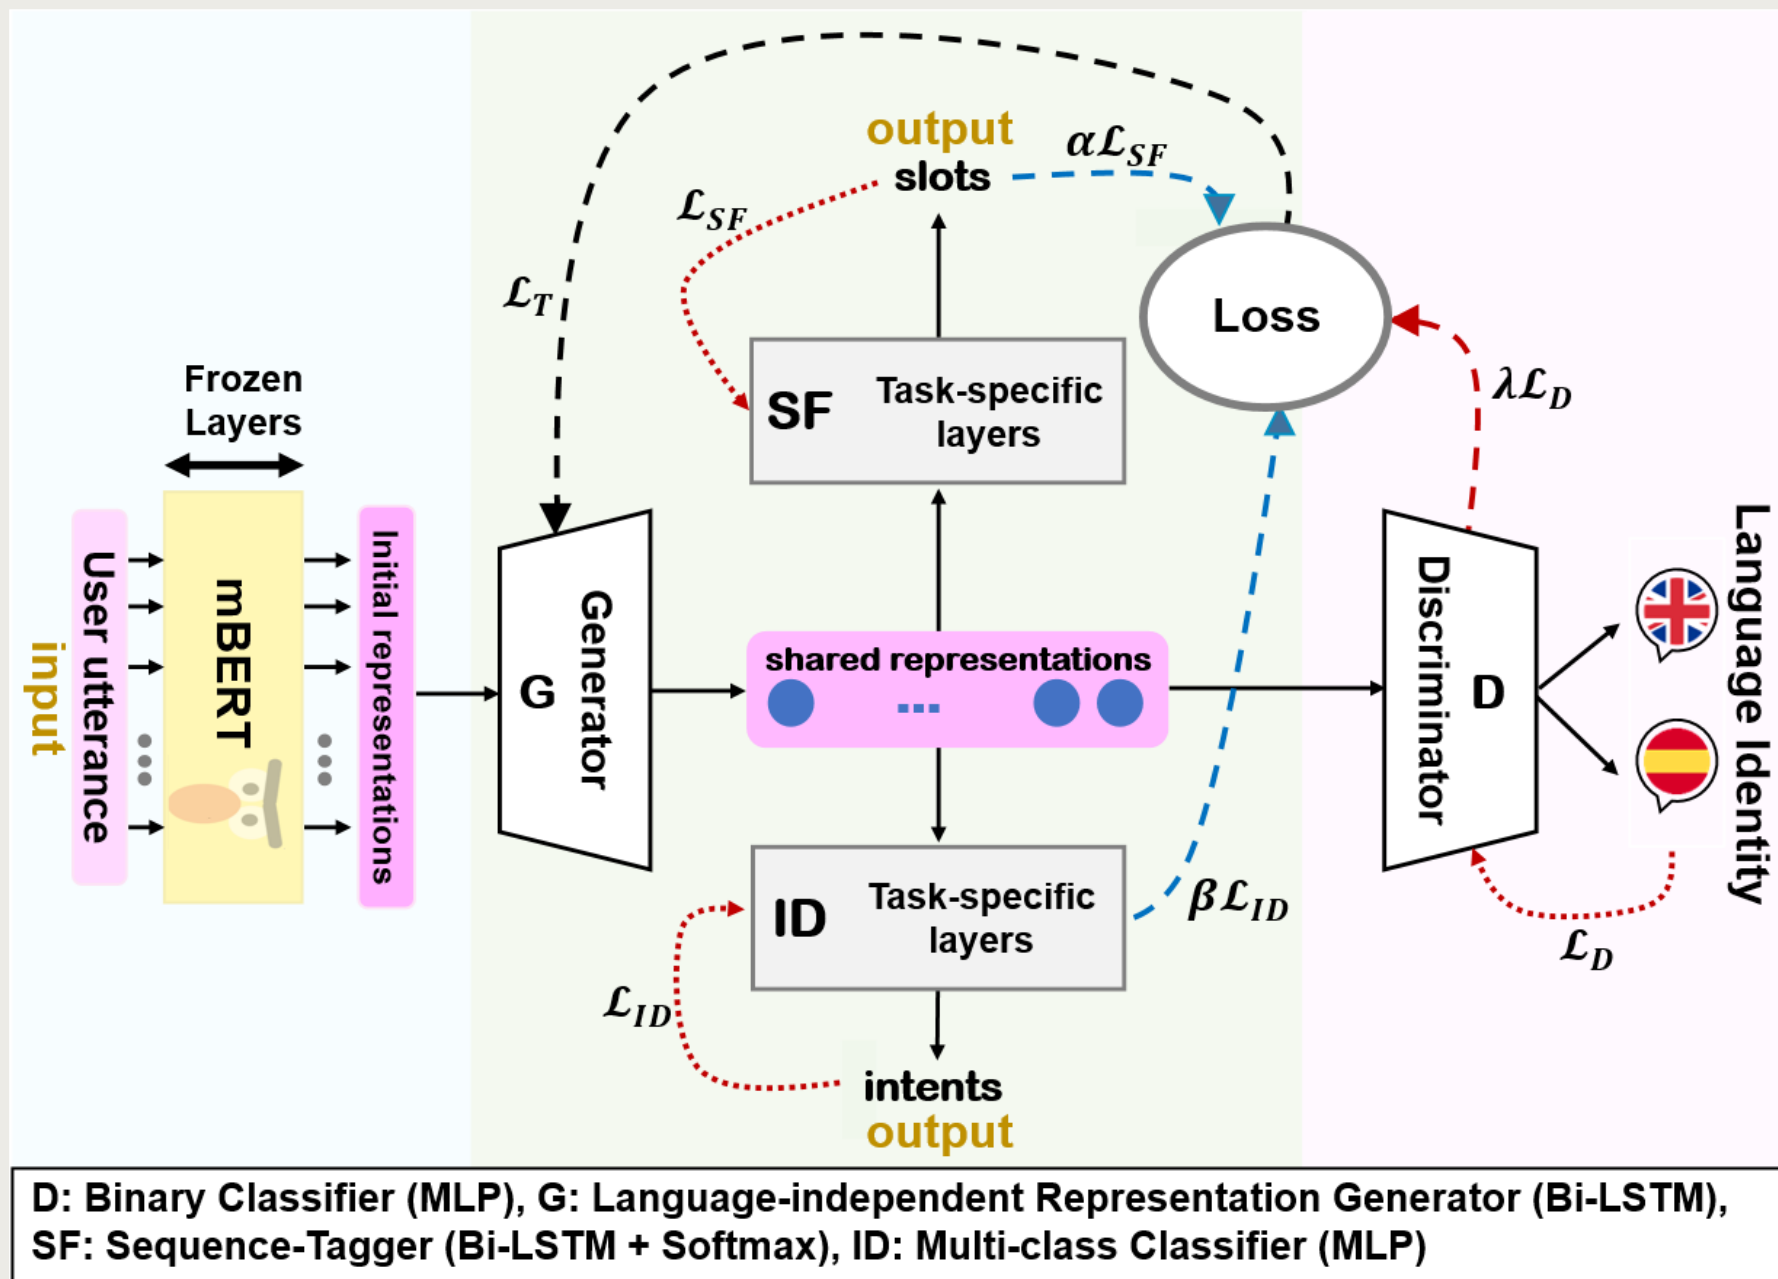 output
slots
αℒSF
ℒSF
ℒT
Loss
λℒD
Frozen
Layers
SF
Task-specific
layers
input
User utterance
mBERT
Initial representations
G
Generator
shared representations
...
Discriminator
D
Language Identity
ID
Task-specific
layers
βℒID
ℒD
ℒID
intents
output
D: Binary Classifier (MLP), G: Language-independent Representation Generator (Bi-LSTM),
SF: Sequence-Tagger (Bi-LSTM + Softmax), ID: Multi-class Classifier (MLP)